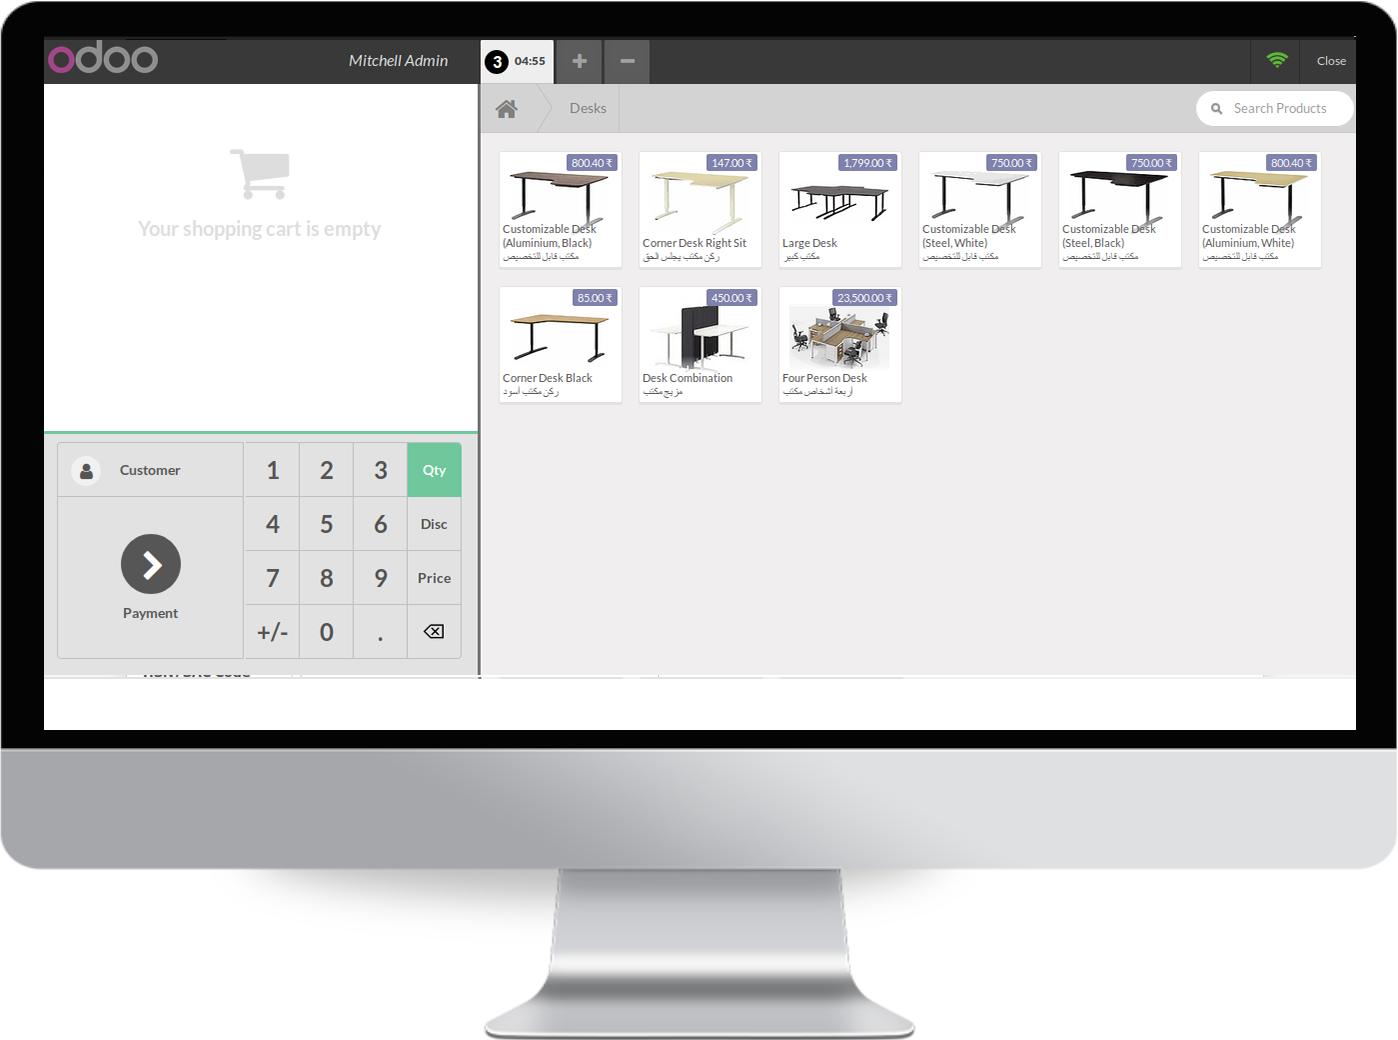 odoo
Mitchell Admin
3 04:55
Close
Desks
Search Products
Your shopping cart is empty
800.40 ₹
Customizable Desk
(Aluminium, Black)
مكتب قابل للتخصيص
147.00 ₹
Corner Desk Right Sit
ركن مكتب يجلس الحق
1,799.00 ₹
Large Desk
مكتب كبير
750.00 ₹
Customizable Desk
(Steel, White)
مكتب قابل للتخصيص
750.00 ₹
Customizable Desk
(Steel, Black)
مكتب قابل للتخصيص
800.40 ₹
Customizable Desk
(Aluminium, White)
مكتب قابل للتخصيص
85.00 ₹
Corner Desk Black
ركن مكتب أسود
450.00 ₹
Desk Combination
مزيج مكتب
23,500.00 ₹
Four Person Desk
أربعة أشخاص مكتب
Customer
1 2 3 Qty
4 5 6 Disc
7 8 9 Price
Payment
+/- 0 .